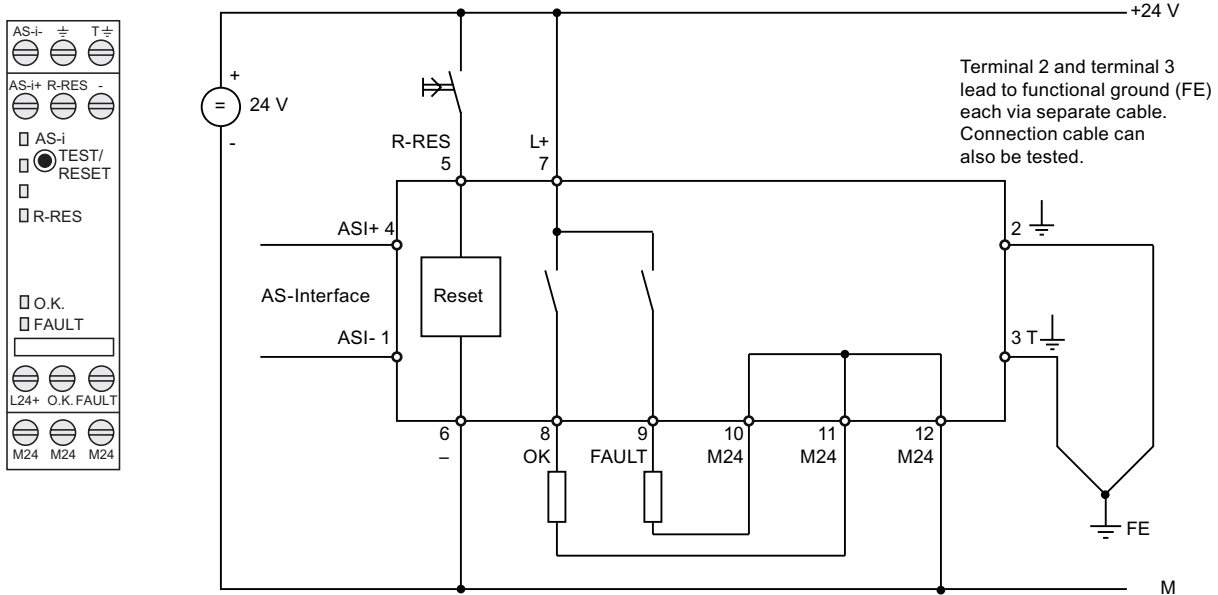 AS-i- ⏚ T⏚
AS-i+ R-RES -
AS-i
TEST/
RESET
R-RES
O.K.
FAULT
L24+ O.K. FAULT
M24 M24 M24
+24 V
+
= 24 V
-
R-RES
5
L+
7
Terminal 2 and terminal 3
lead to functional ground (FE)
each via separate cable.
Connection cable can
also be tested.
ASI+ 4
AS-Interface
ASI- 1
Reset
2
3 T
6
–
8
OK
9
FAULT
10
M24
11
M24
12
M24
FE
M